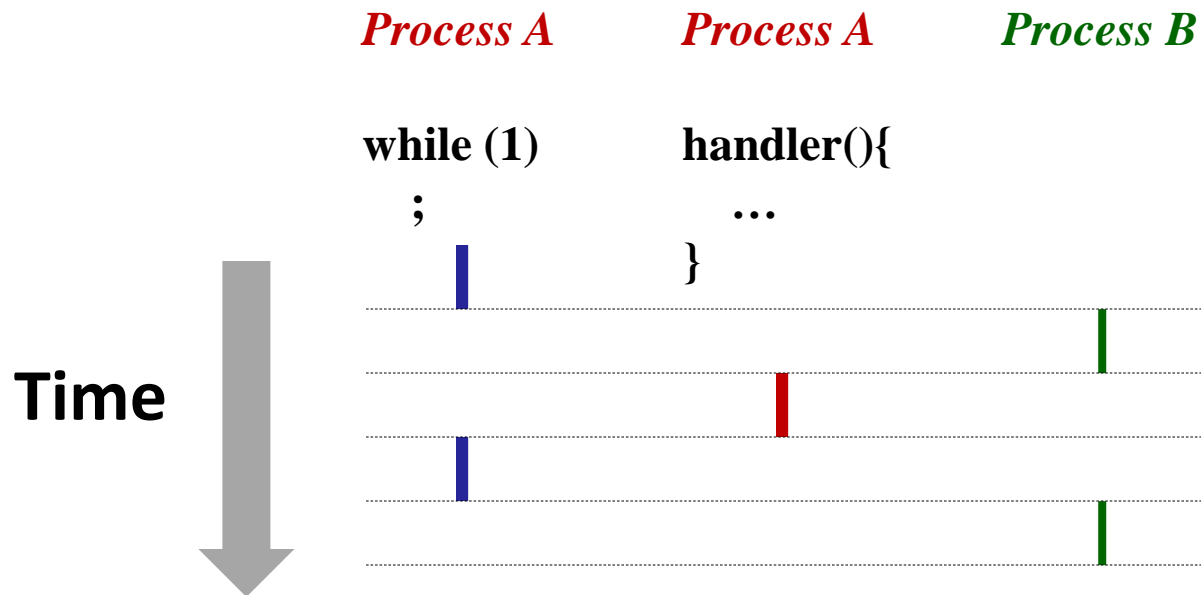 Process A Process A Process B
while (1) handler(){
; …
}
Time